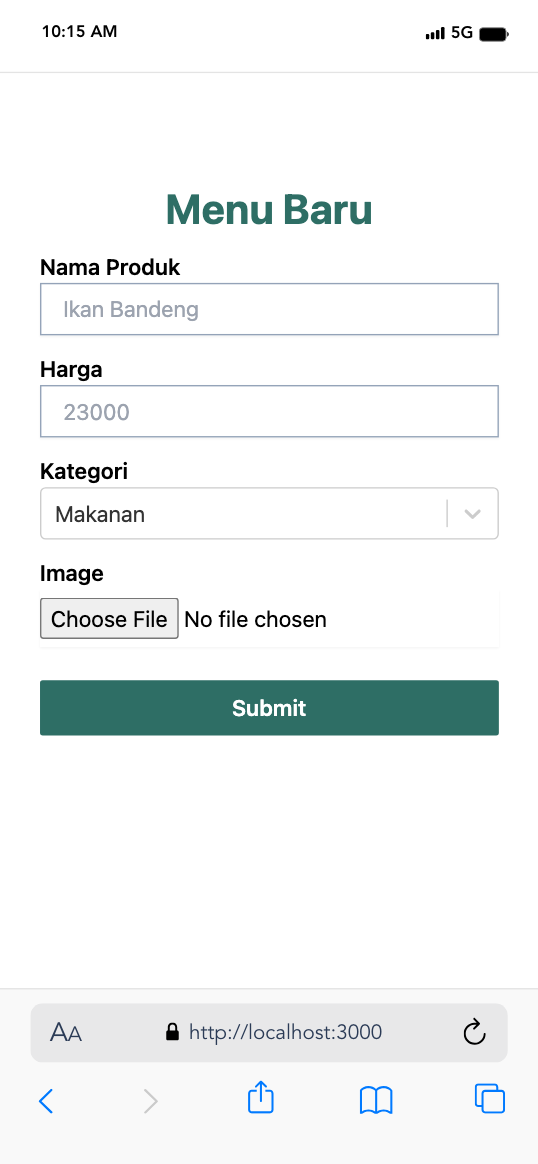 10:15 AM 5G
Menu Baru
Nama Produk
Ikan Bandeng
Harga
23000
Kategori
Makanan
Image
Choose File No file chosen
Submit
AA http://localhost:3000